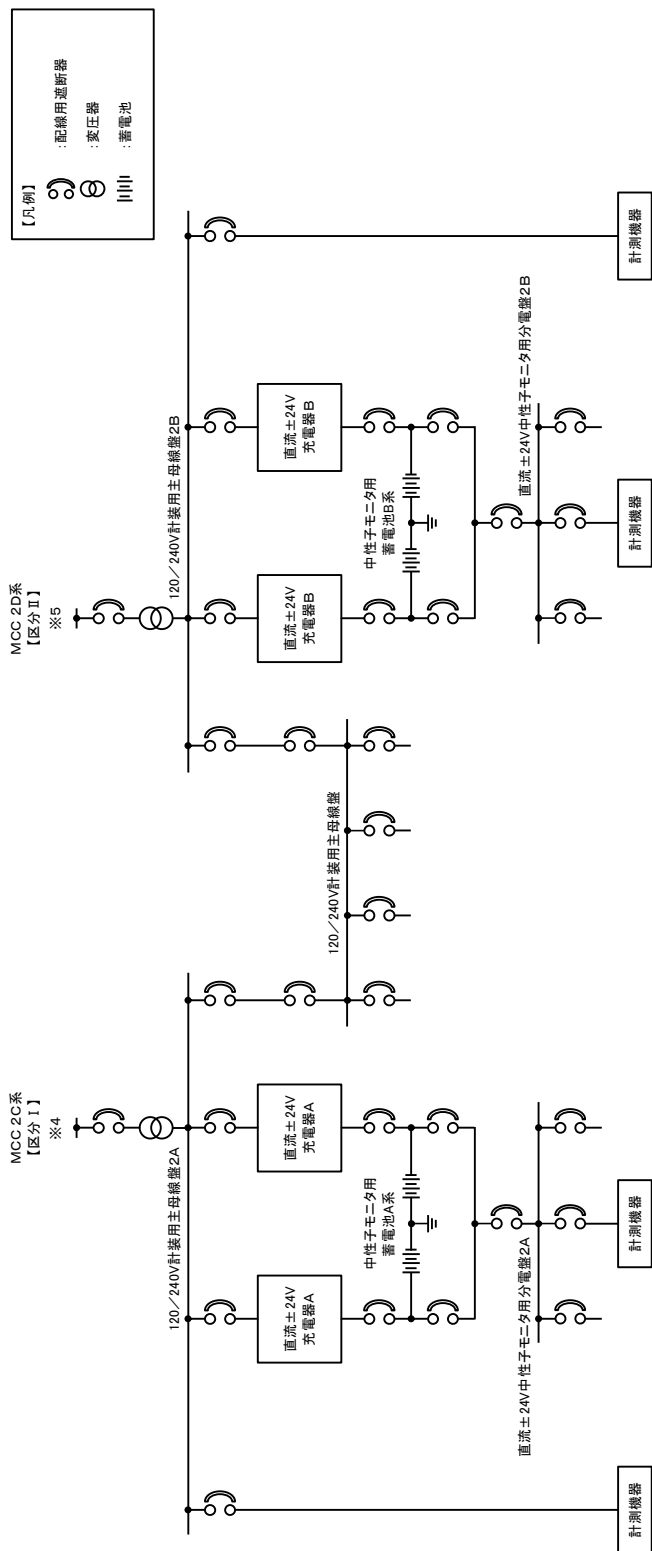 【凡例】
:配線用遮断器
:変圧器
:蓄電池
MCC 2C系
【区分Ⅰ】
※4
MCC 2D系
【区分Ⅱ】
※5
120/240V計装用主母線盤2A
120/240V計装用主母線盤2B
直流±24V
充電器A
直流±24V
充電器A
120/240V計装用主母線盤
直流±24V
充電器B
直流±24V
充電器B
中性子モニタ用
蓄電池A系
中性子モニタ用
蓄電池B系
直流±24V中性子モニタ用分電盤2A
直流±24V中性子モニタ用分電盤2B
計測機器
計測機器
計測機器
計測機器